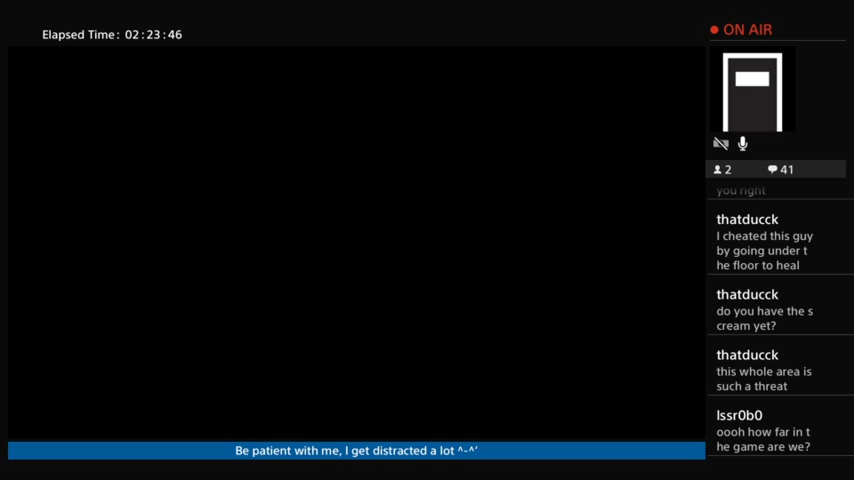 Elapsed Time: 02:23:46
ON AIR
2 41
you right
thatducck
I cheated this guy
by going under t
he floor to heal
thatducck
do you have the s
cream yet?
thatducck
this whole area is
such a threat
lssr0b0
oooh how far in t
he game are we?
Be patient with me, I get distracted a lot ^-^'